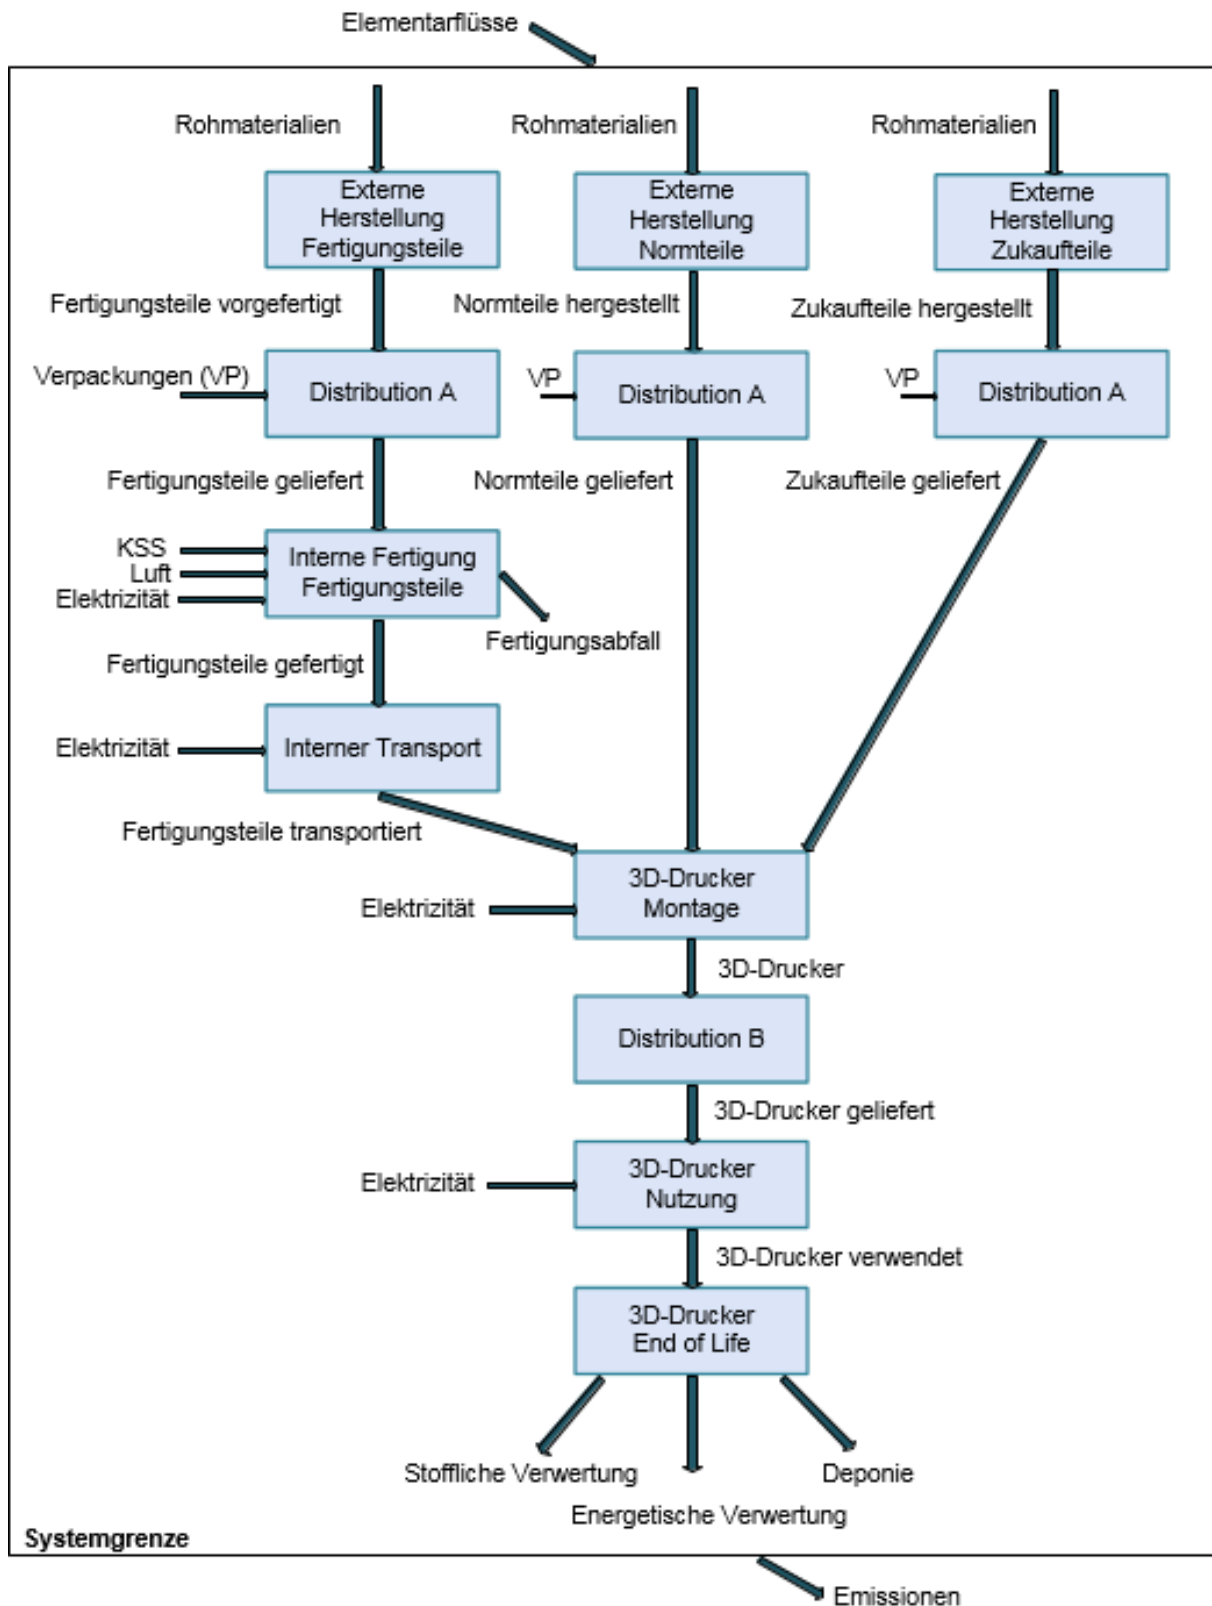 Elementarflüsse
Rohmaterialien
Rohmaterialien
Rohmaterialien
Externe
Herstellung
Fertigungsteile
Externe
Herstellung
Normteile
Externe
Herstellung
Zukaufteile
Fertigungsteile vorgefertigt
Normteile hergestellt
Zukaufteile hergestellt
Verpackungen (VP)
Distribution A
VP
Distribution A
VP
Distribution A
Fertigungsteile geliefert
Normteile geliefert
Zukaufteile geliefert
KSS
Luft
Elektrizität
Interne Fertigung
Fertigungsteile
Fertigungsabfall
Fertigungsteile gefertigt
Elektrizität
Interner Transport
Fertigungsteile transportiert
Elektrizität
3D-Drucker
Montage
3D-Drucker
Distribution B
3D-Drucker geliefert
Elektrizität
3D-Drucker
Nutzung
3D-Drucker verwendet
3D-Drucker
End of Life
Stoffliche Verwertung
Deponie
Energetische Verwertung
Systemgrenze
Emissionen